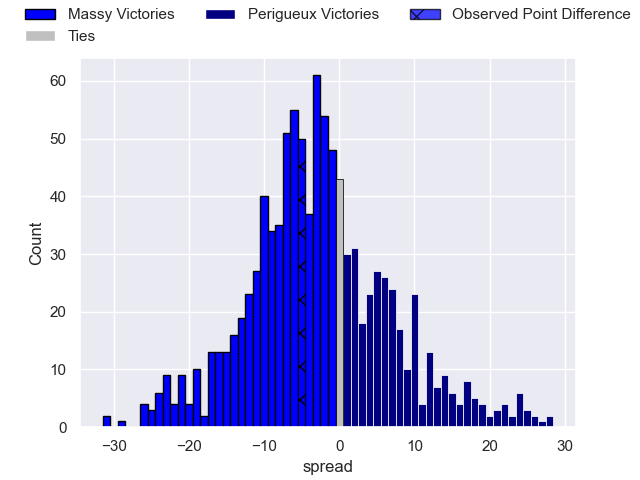 Massy Victories
Perigueux Victories
Observed Point Difference
Ties
60
50
40
30
20
10
0
Count
−30
−20
−10
0
10
20
30
spread